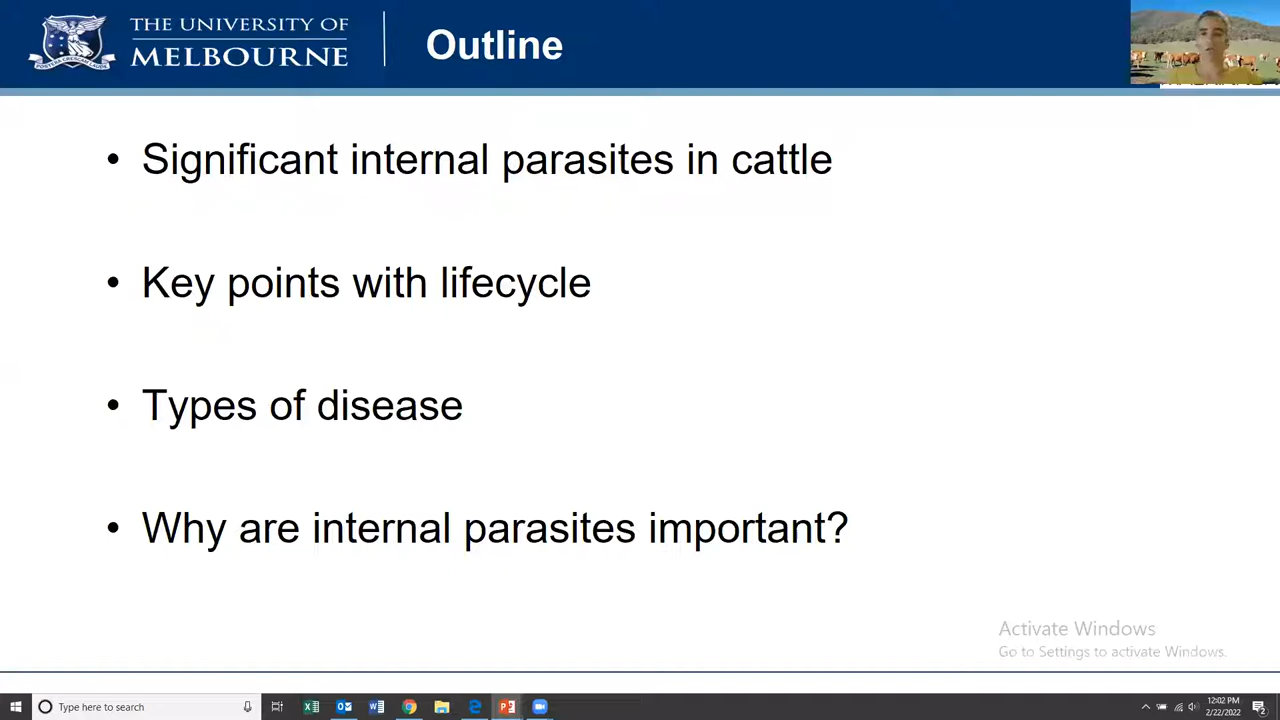 THE UNIVERSITY OF
MELBOURNE
Outline
• Significant internal parasites in cattle
• Key points with lifecycle
• Types of disease
• Why are internal parasites important?
Activate Windows
Go to Settings to activate Windows.
Type here to search
12:02 PM
2/22/2022